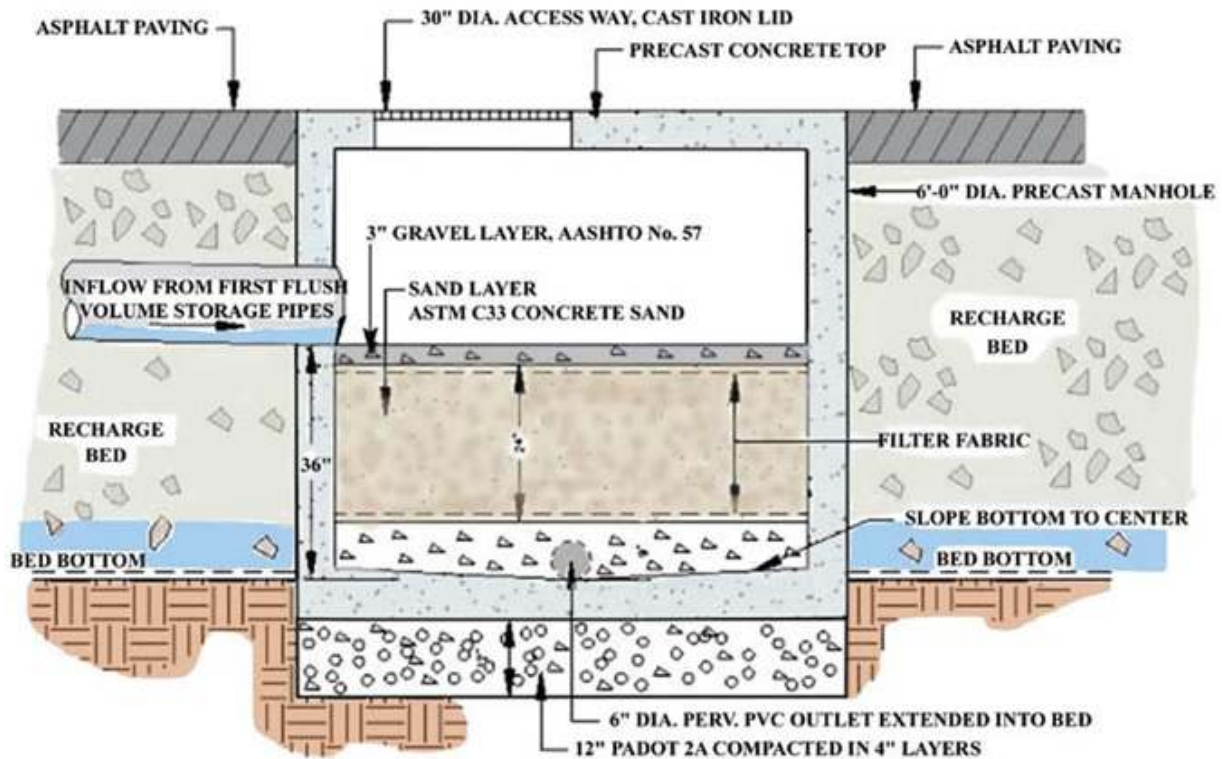 30" DIA. ACCESS WAY, CAST IRON LID
ASPHALT PAVING
PRECAST CONCRETE TOP
ASPHALT PAVING
6'-0" DIA. PRECAST MANHOLE
3" GRAVEL LAYER, AASHTO No. 57
INFLOW FROM FIRST FLUSH
VOLUME STORAGE PIPES
SAND LAYER
ASTM C33 CONCRETE SAND
RECHARGE
BED
RECHARGE
BED
36"
FILTER FABRIC
SLOPE BOTTOM TO CENTER
BED BOTTOM
BED BOTTOM
6" DIA. PERV. PVC OUTLET EXTENDED INTO BED
12" PADOT 2A COMPACTED IN 4" LAYERS